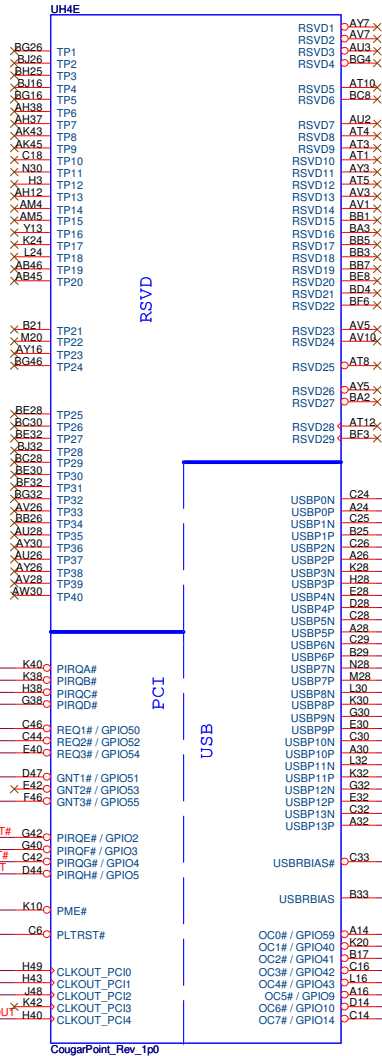 UH4E
BG26 TP1
BJ26 TP2
BH25 TP3
BJ16 TP4
BG16 TP5
AH38 TP6
AH37 TP7
AK43 TP8
AK45 TP9
C18 TP10
N30 TP11
H3 TP12
AH12 TP13
AM4 TP14
AM5 TP15
Y13 TP16
K24 TP17
L24 TP18
AB46 TP19
AB45 TP20
B21 TP21
M20 TP22
AY16 TP23
BG46 TP24
BE28 TP25
BC30 TP26
BE32 TP27
BJ32 TP28
BC28 TP29
BE30 TP30
BF32 TP31
BG32 TP32
AV26 TP33
BB26 TP34
AU28 TP35
AY30 TP36
AU26 TP37
AY26 TP38
AV28 TP39
AW30 TP40
RSVD
RSVD1 AY7
RSVD2 AV7
RSVD3 AU3
RSVD4 BG4
RSVD5 AT10
RSVD6 BC8
RSVD7 AU2
RSVD8 AT4
RSVD9 AT3
RSVD10 AT1
RSVD11 AY3
RSVD12 AT5
RSVD13 AV3
RSVD14 AV1
RSVD15 BB1
RSVD16 BA3
RSVD17 BB5
RSVD18 BB3
RSVD19 BB7
RSVD20 BE8
RSVD21 BD4
RSVD22 BF6
RSVD23 AV5
RSVD24 AV10
RSVD25 AT8
RSVD26 AY5
RSVD27 BA2
RSVD28 AT12
RSVD29 BF3
K40 PIRQA#
K38 PIRQB#
H38 PIRQC#
G38 PIRQD#
C46 REQ1# / GPIO50
C44 REQ2# / GPIO52
E40 REQ3# / GPIO54
D47 GNT1# / GPIO51
E42 GNT2# / GPIO53
F46 GNT3# / GPIO55
G42 PIRQE# / GPIO2
G40 PIRQF# / GPIO3
C42 PIRQG# / GPIO4
D44 PIRQH# / GPIO5
K10 PME#
C6 PLTRST#
H49 CLKOUT_PCI0
H43 CLKOUT_PCI1
J48 CLKOUT_PCI2
K42 CLKOUT_PCI3
H40 CLKOUT_PCI4
PCI
USB
USBP0N C24
USBP0P A24
USBP1N C25
USBP1P B25
USBP2N C26
USBP2P A26
USBP3N K28
USBP3P H28
USBP4N E28
USBP4P D28
USBP5N C28
USBP5P A28
USBP6N C29
USBP6P B29
USBP7N N28
USBP7P M28
USBP8N L30
USBP8P K30
USBP9N G30
USBP9P E30
USBP10N C30
USBP10P A30
USBP11N L32
USBP11P K32
USBP12N G32
USBP12P E32
USBP13N C32
USBP13P A32
USBRBIAS# C33
USBRBIAS B33
OC0# / GPIO59 A14
OC1# / GPIO40 K20
OC2# / GPIO41 B17
OC3# / GPIO42 C16
OC4# / GPIO43 L16
OC5# / GPIO9 A16
OC6# / GPIO10 D14
OC7# / GPIO14 C14
CougarPoint_Rev_1p0